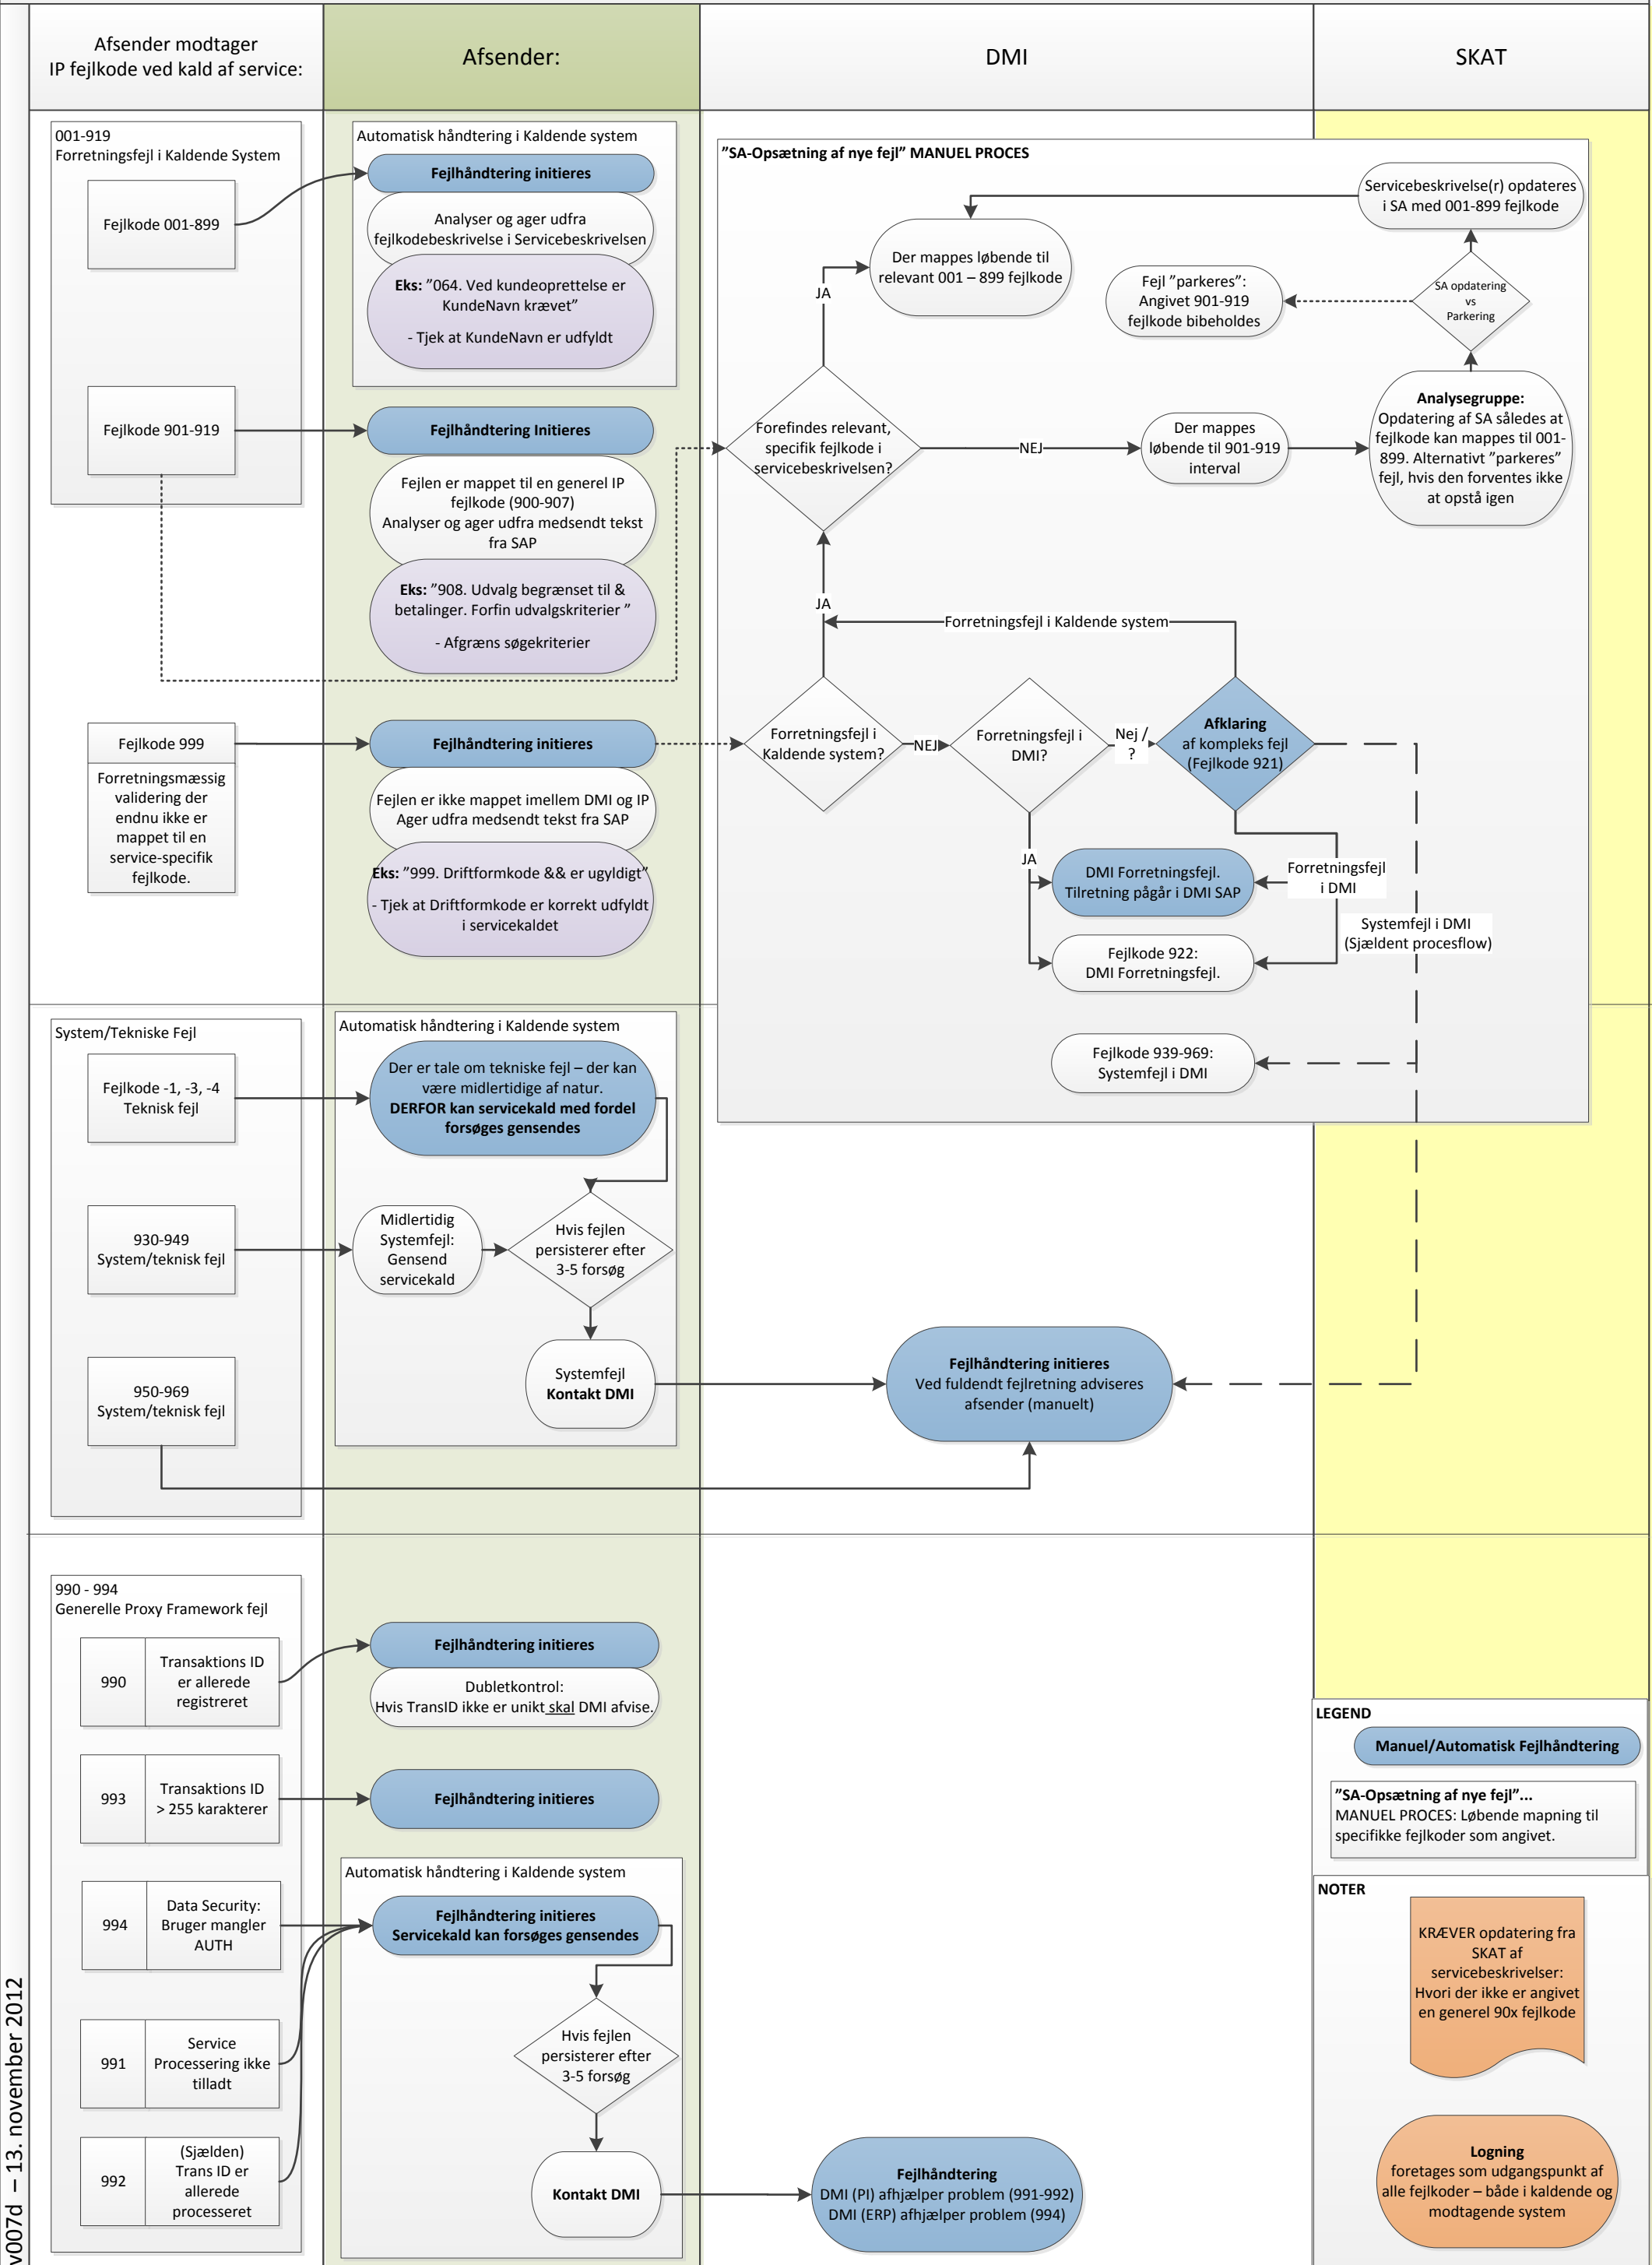 Afsender modtager
IP fejlkode ved kald af service:
Afsender:
DMI
SKAT
001-919
Forretningsfejl i Kaldende System
Fejlkode 001-899
Fejlkode 901-919
Automatisk håndtering i Kaldende system
Fejlhåndtering initieres
Analyser og ager udfra
fejlkodebeskrivelse i Servicebeskrivelsen
Eks: ”064. Ved kundeoprettelse er
KundeNavn krævet”
- Tjek at KundeNavn er udfyldt
Fejlhåndtering Initieres
Fejlen er mappet til en generel IP
fejlkode (900-907)
Analyser og ager udfra medsendt tekst
fra SAP
Eks: ”908. Udvalg begrænset til &
betalinger. Forfin udvalgskriterier ”
- Afgræns søgekriterier
Fejlkode 999
Forretningsmæssig
validering der
endnu ikke er
mappet til en
service-specifik
fejlkode.
Fejlhåndtering initieres
Fejlen er ikke mappet imellem DMI og IP
Ager udfra medsendt tekst fra SAP
Eks: ”999. Driftformkode && er ugyldigt”
- Tjek at Driftformkode er korrekt udfyldt
i servicekaldet
”SA-Opsætning af nye fejl” MANUEL PROCES
Servicebeskrivelse(r) opdateres
i SA med 001-899 fejlkode
Der mappes løbende til
relevant 001 – 899 fejlkode
JA
Fejl ”parkeres”:
Angivet 901-919
fejlkode bibeholdes
SA opdatering
vs
Parkering
Forefindes relevant,
specifik fejlkode i
servicebeskrivelsen?
NEJ
Der mappes
løbende til 901-919
interval
Analysegruppe:
Opdatering af SA således at
fejlkode kan mappes til 001-
899. Alternativt ”parkeres”
fejl, hvis den forventes ikke
at opstå igen
JA
Forretningsfejl i Kaldende system
Forretningsfejl i
Kaldende system?
NEJ
Forretningsfejl i
DMI?
Nej /
?
Afklaring
af kompleks fejl
(Fejlkode 921)
JA
DMI Forretningsfejl.
Tilretning pågår i DMI SAP
Forretningsfejl
i DMI
Systemfejl i DMI
(Sjældent procesflow)
Fejlkode 922:
DMI Forretningsfejl.
Fejlkode 939-969:
Systemfejl i DMI
System/Tekniske Fejl
Fejlkode -1, -3, -4
Teknisk fejl
930-949
System/teknisk fejl
950-969
System/teknisk fejl
Automatisk håndtering i Kaldende system
Der er tale om tekniske fejl – der kan
være midlertidige af natur.
DERFOR kan servicekald med fordel
forsøges gensendes
Midlertidig
Systemfejl:
Gensend
servicekald
Hvis fejlen
persisterer efter
3-5 forsøg
Systemfejl
Kontakt DMI
Fejlhåndtering initieres
Ved fuldendt fejlretning adviseres
afsender (manuelt)
990 - 994
Generelle Proxy Framework fejl
990
Transaktions ID
er allerede
registreret
993
Transaktions ID
> 255 karakterer
994
Data Security:
Bruger mangler
AUTH
991
Service
Processering ikke
tilladt
992
(Sjælden)
Trans ID er
allerede
processeret
Fejlhåndtering initieres
Dubletkontrol:
Hvis TransID ikke er unikt skal DMI afvise.
Fejlhåndtering initieres
Automatisk håndtering i Kaldende system
Fejlhåndtering initieres
Servicekald kan forsøges gensendes
Hvis fejlen
persisterer efter
3-5 forsøg
Kontakt DMI
Fejlhåndtering
DMI (PI) afhjælper problem (991-992)
DMI (ERP) afhjælper problem (994)
LEGEND
Manuel/Automatisk Fejlhåndtering
”SA-Opsætning af nye fejl”...
MANUEL PROCES: Løbende mapning til
specifikke fejlkoder som angivet.
NOTER
KRÆVER opdatering fra
SKAT af
servicebeskrivelser:
Hvori der ikke er angivet
en generel 90x fejlkode
Logning
foretages som udgangspunkt af
alle fejlkoder – både i kaldende og
modtagende system
v007d – 13. november 2012